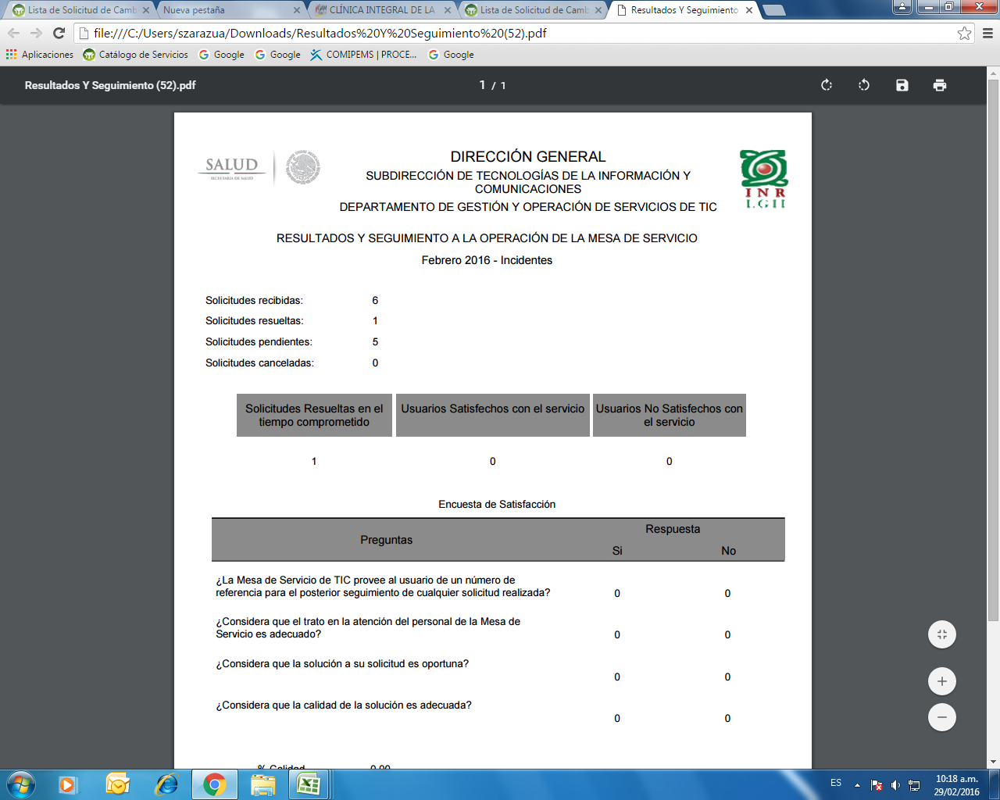 Lista de Solicitud de Camb
Nueva pestaña
CLÍNICA INTEGRAL DE LA
Lista de Solicitud de Camb
Resultados Y Seguimiento
file:///C:/Users/szarazua/Downloads/Resultados%20Y%20Seguimiento%20(52).pdf
Aplicaciones
Catálogo de Servicios
Google
Google
COMIPEMS | PROCE...
Google
Resultados Y Seguimiento (52).pdf
1 / 1
SALUD
SECRETARÍA DE SALUD
DIRECCIÓN GENERAL
SUBDIRECCIÓN DE TECNOLOGÍAS DE LA INFORMACIÓN Y
COMUNICACIONES
DEPARTAMENTO DE GESTIÓN Y OPERACIÓN DE SERVICIOS DE TIC
INR
LGII
RESULTADOS Y SEGUIMIENTO A LA OPERACIÓN DE LA MESA DE SERVICIO
Febrero 2016 - Incidentes
Solicitudes recibidas: 6
Solicitudes resueltas: 1
Solicitudes pendientes: 5
Solicitudes canceladas: 0
Solicitudes Resueltas en el
tiempo comprometido
Usuarios Satisfechos con el servicio
Usuarios No Satisfechos con
el servicio
1 0 0
Encuesta de Satisfacción
Preguntas
Respuesta
Si No
¿La Mesa de Servicio de TIC provee al usuario de un número de
referencia para el posterior seguimiento de cualquier solicitud realizada?
0 0
¿Considera que el trato en la atención del personal de la Mesa de
Servicio es adecuado?
0 0
¿Considera que la solución a su solicitud es oportuna?
0 0
¿Considera que la calidad de la solución es adecuada?
0 0
% Calidad 0.00
ES
10:18 a.m.
29/02/2016